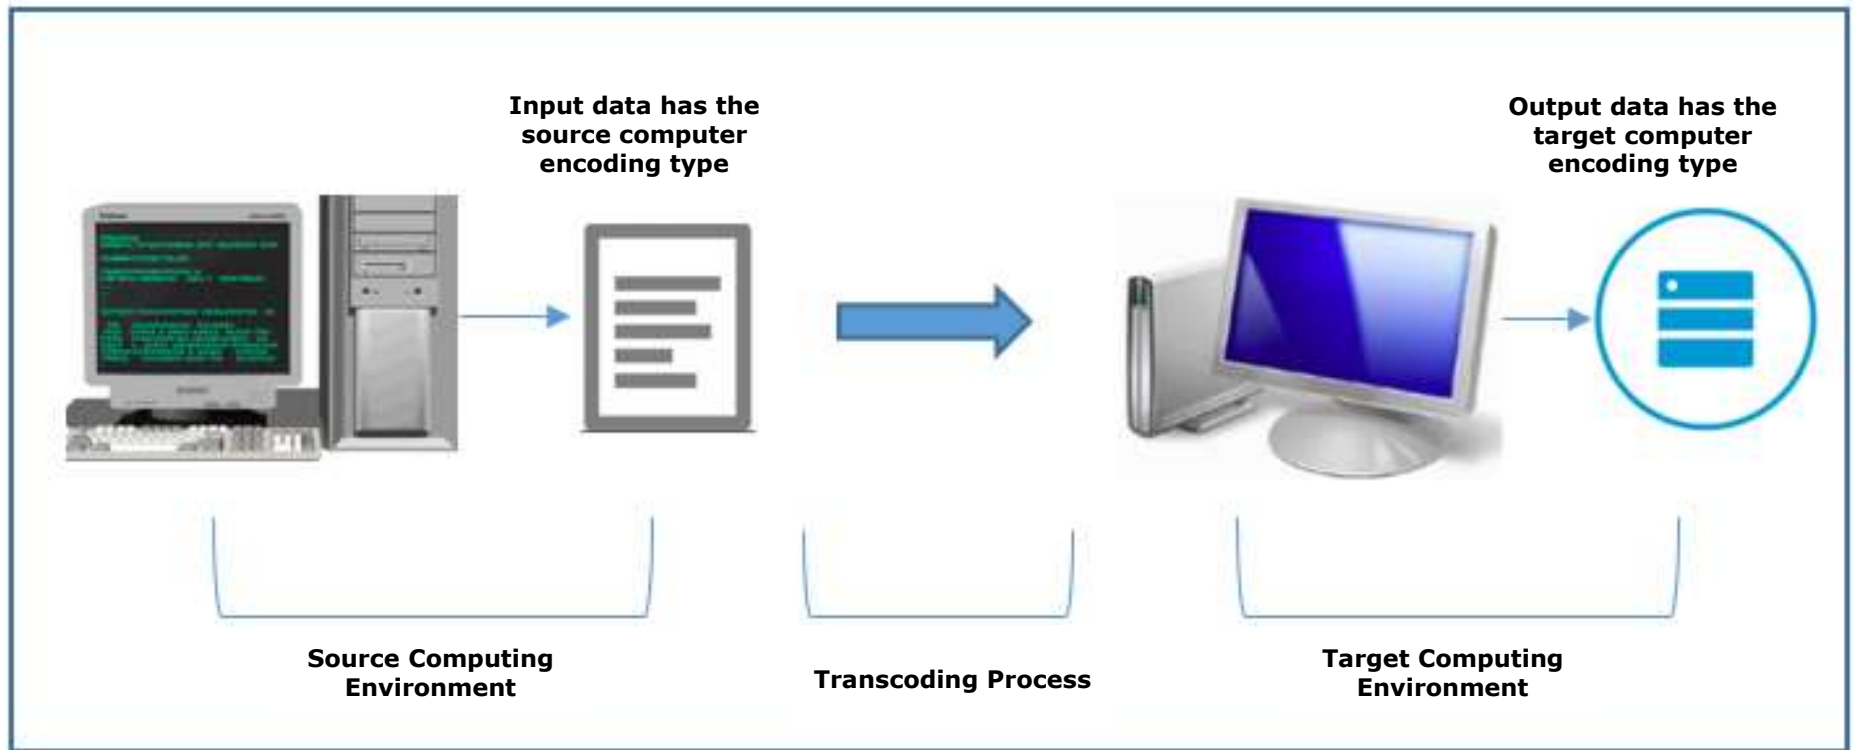 Input data has the
source computer
encoding type
Output data has the
target computer
encoding type
Source Computing
Environment
Transcoding Process
Target Computing
Environment